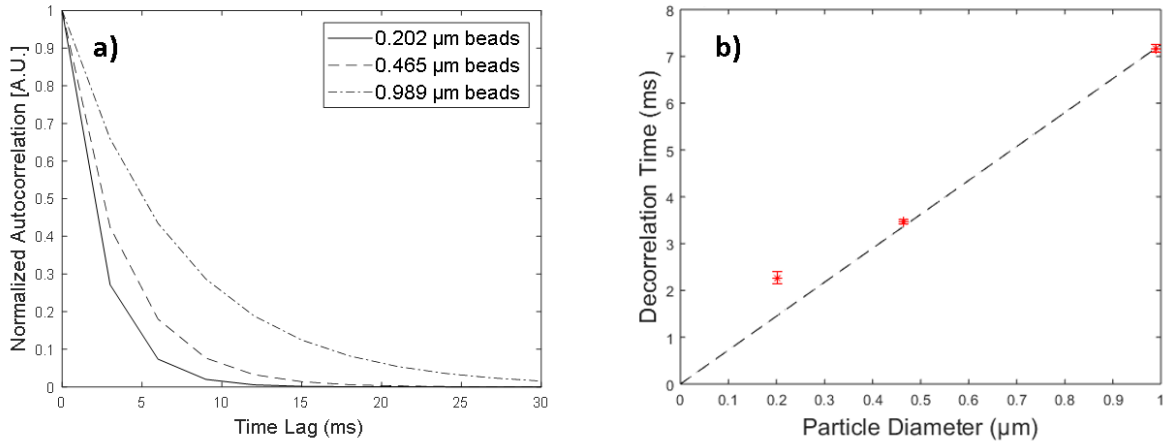 a)
0.202 µm beads
0.465 µm beads
0.989 µm beads
1
0.9
0.8
0.7
0.6
0.5
0.4
0.3
0.2
0.1
0
0 5 10 15 20 25 30
Normalized Autocorrelation [A.U.]
Time Lag (ms)
b)
8
7
6
5
4
3
2
1
0
0 0.1 0.2 0.3 0.4 0.5 0.6 0.7 0.8 0.9 1
Decorrelation Time (ms)
Particle Diameter (µm)